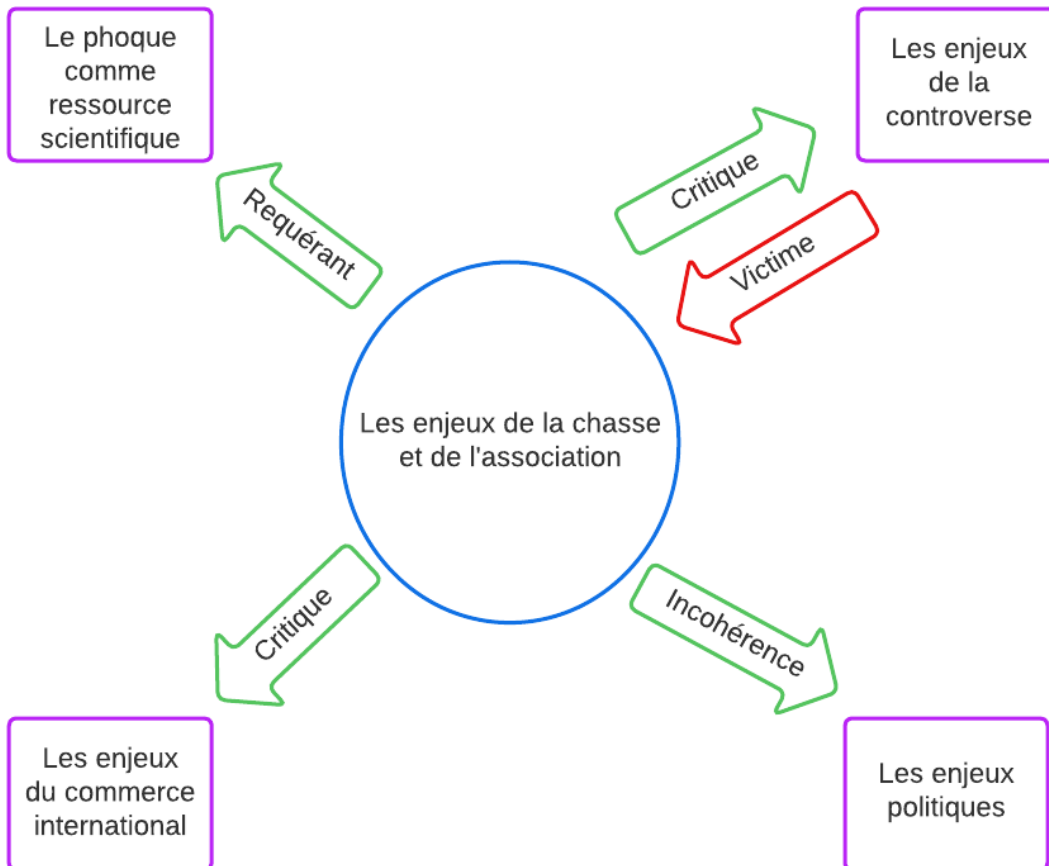 Le phoque
comme
ressource
scientifique
Les enjeux
de la
controverse
Requérant
Critique
Victime
Les enjeux de la chasse
et de l'association
Critique
Incohérence
Les enjeux
du commerce
international
Les enjeux
politiques